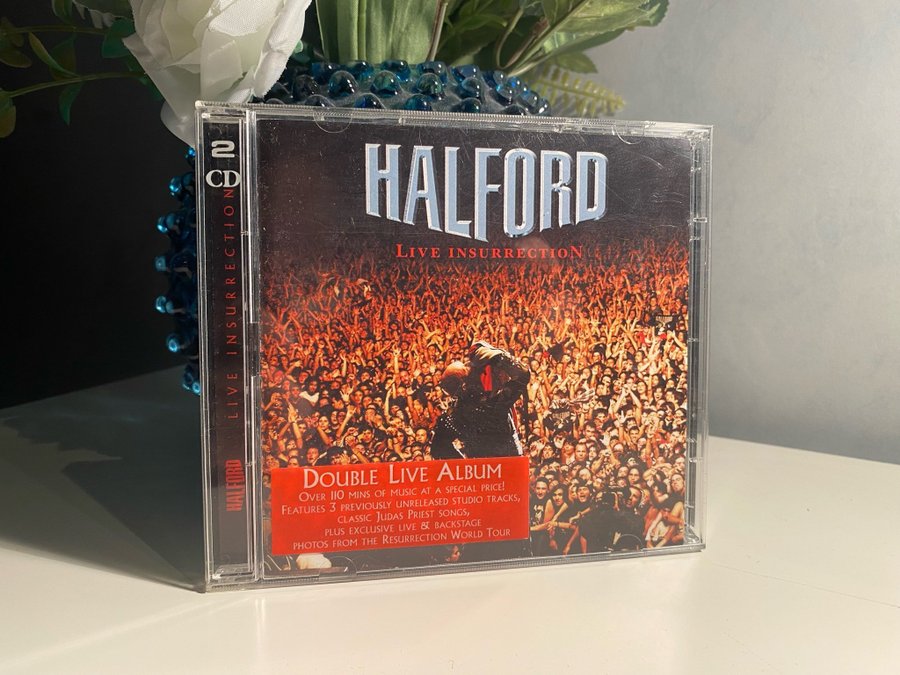 2
CD
LIVE INSURRECTION
HALFORD
HALFORD
LIVE INSURRECTION
DOUBLE LIVE ALBUM
OVER 110 MINS OF MUSIC AT A SPECIAL PRICE!
FEATURES 3 PREVIOUSLY UNRELEASED STUDIO TRACKS,
CLASSIC JUDAS PRIEST SONGS,
PLUS EXCLUSIVE LIVE & BACKSTAGE
PHOTOS FROM THE RESURRECTION WORLD TOUR